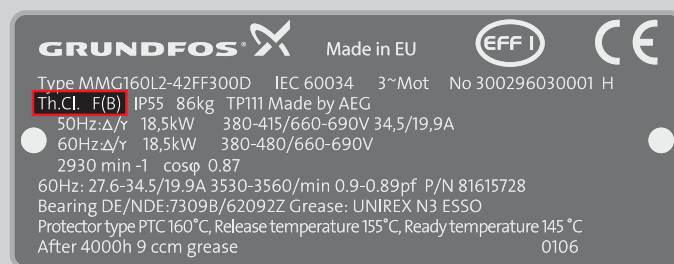 GRUNDFOS Made in EU EFF I CE
Type MMG160L2-42FF300D IEC 60034 3~Mot No 300296030001 H
Th.Cl. F(B) IP55 86kg TP111 Made by AEG
50Hz:Δ/Y 18,5kW 380-415/660-690V 34,5/19,9A
60Hz:Δ/Y 18,5kW 380-480/660-690V
2930 min -1 cosφ 0.87
60Hz: 27.6-34.5/19.9A 3530-3560/min 0.9-0.89pf P/N 81615728
Bearing DE/NDE:7309B/62092Z Grease: UNIREX N3 ESSO
Protector type PTC 160°C, Release temperature 155°C, Ready temperature 145 °C
After 4000h 9 ccm grease 0106